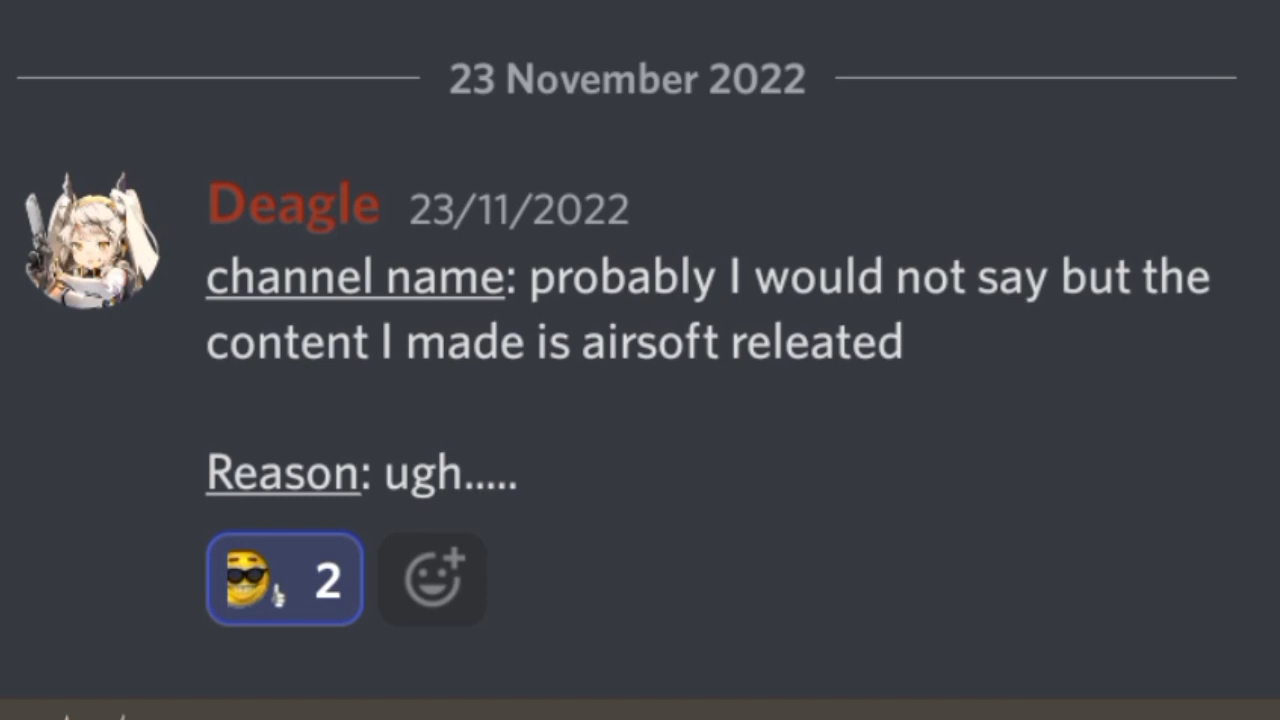 23 November 2022
Deagle 23/11/2022
channel name: probably I would not say but the
content I made is airsoft releated
Reason: ugh.....
2